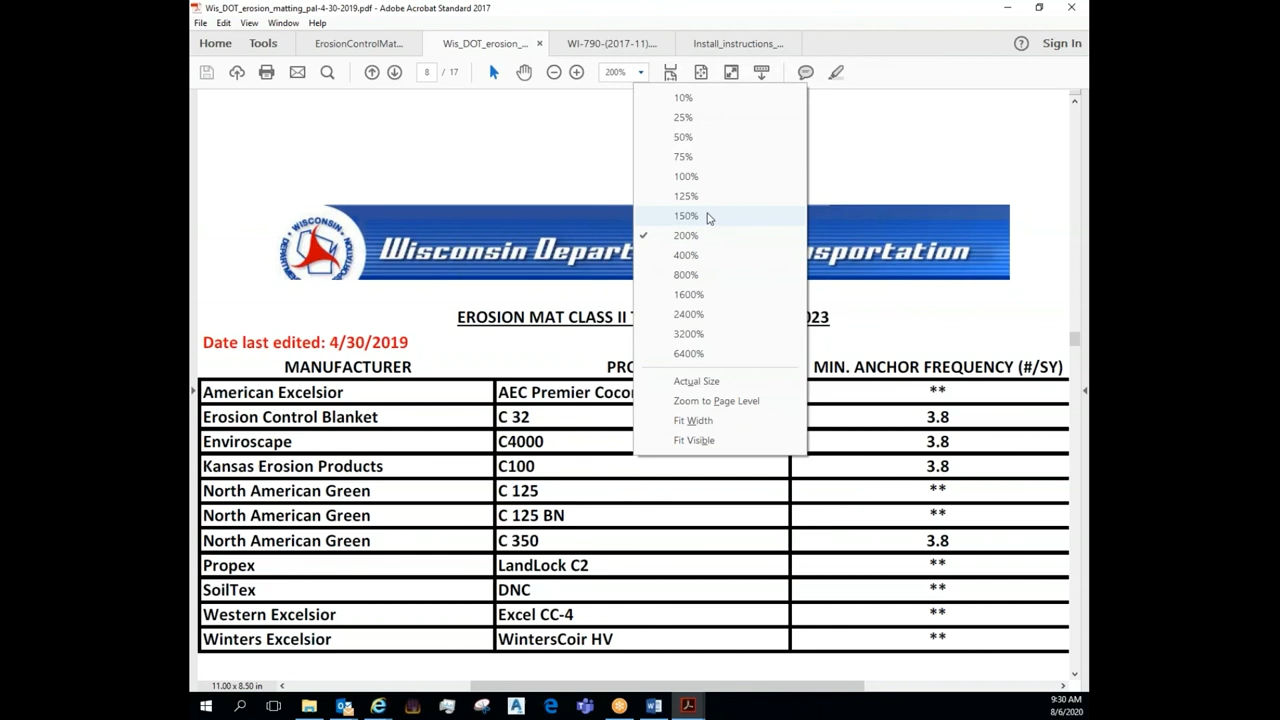 Wis_DOT_erosion_matting_pal-4-30-2019.pdf - Adobe Acrobat Standard 2017
File Edit View Window Help
Home Tools ErosionControlMat... Wis_DOT_erosion_... × WI-790-(2017-11).... Install_instructions_... Sign In
8 / 17 200%
10%
25%
50%
75%
100%
125%
150%
200%
400%
800%
1600%
2400%
3200%
6400%
Actual Size
Zoom to Page Level
Fit Width
Fit Visible
Wisconsin Depar sportation
EROSION MAT CLASS II 023
Date last edited: 4/30/2019
MANUFACTURER PRO MIN. ANCHOR FREQUENCY (#/SY)
American Excelsior AEC Premier Cocon **
Erosion Control Blanket C 32 3.8
Enviroscape C4000 3.8
Kansas Erosion Products C100 3.8
North American Green C 125 **
North American Green C 125 BN **
North American Green C 350 3.8
Propex LandLock C2 **
SoilTex DNC **
Western Excelsior Excel CC-4 **
Winters Excelsior WintersCoir HV **
11.00 x 8.50 in
9:30 AM
8/6/2020